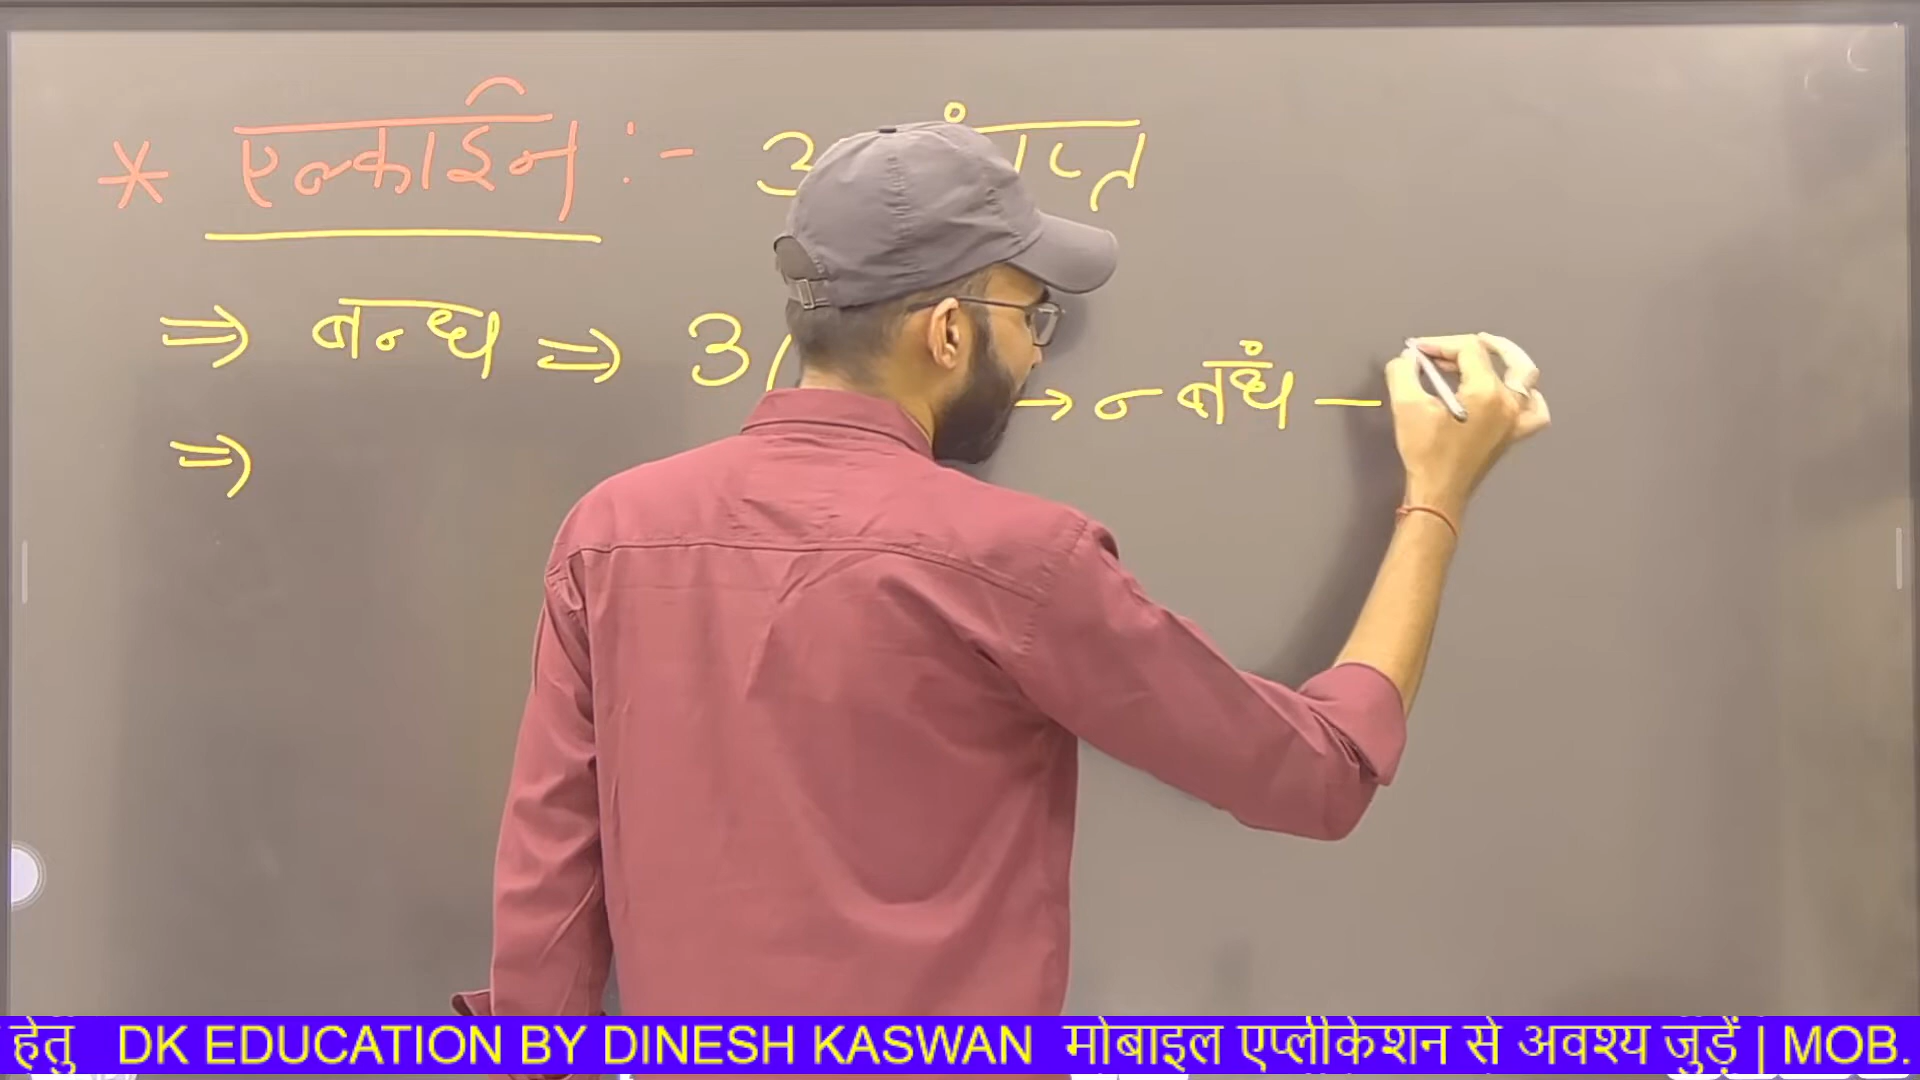 * एल्काईन :-
⇒ बन्ध ⇒ 3 → ल बंध —
⇒
हेतु DK EDUCATION BY DINESH KASWAN मोबाइल एप्लीकेशन से अवश्य जुड़ें | MOB.